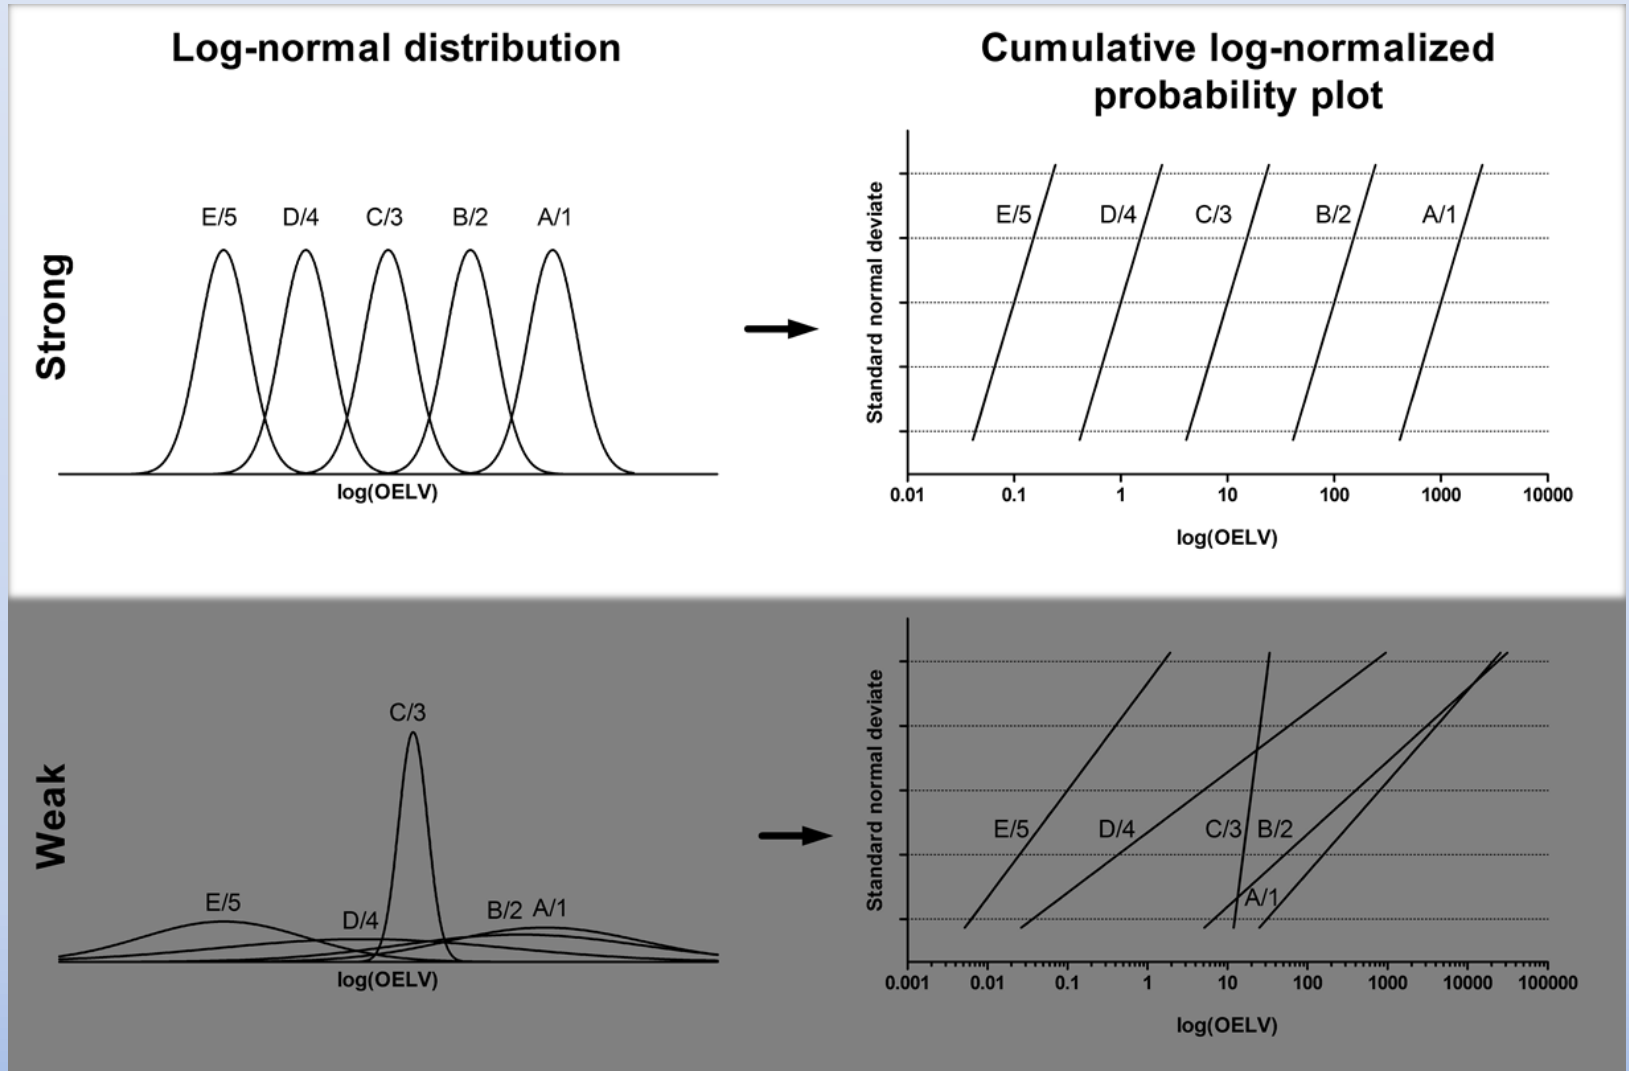 Log-normal distribution
Cumulative log-normalized
probability plot
Strong
E/5 D/4 C/3 B/2 A/1
log(OELV)
Standard normal deviate
E/5 D/4 C/3 B/2 A/1
0.01 0.1 1 10 100 1000 10000
log(OELV)
Weak
C/3
E/5 D/4 B/2 A/1
log(OELV)
Standard normal deviate
E/5 D/4 C/3 B/2
A/1
0.001 0.01 0.1 1 10 100 1000 10000 100000
log(OELV)